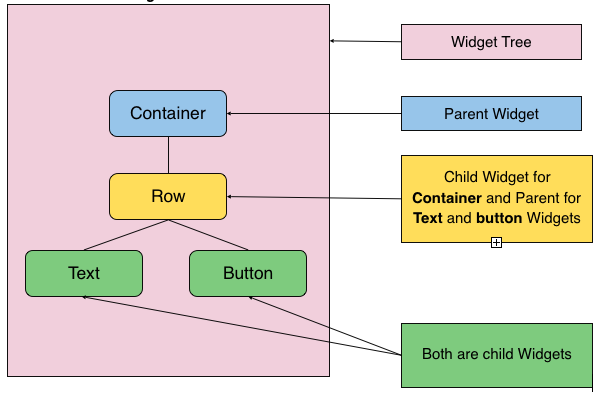 Widget Tree
Container
Parent Widget
Row
Child Widget for
Container and Parent for
Text and button Widgets
Text
Button
Both are child Widgets